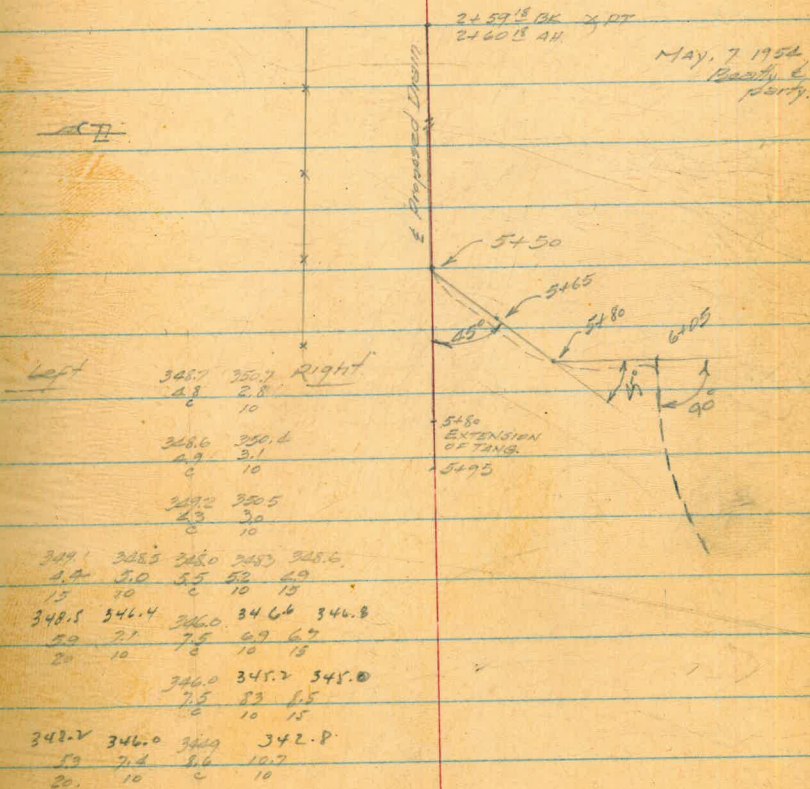 2+59 18 BK
2+60 18 AH.
May, 7 1954
party.
℄ Proposed Drain
5+50
5+65
45°
5+80
6+05
45°
90°
Left
348.7 350.7 Right
4.8 2.8
c 10
5+80
EXTENSION
OF TANG.
348.6 350.4
4.9 3.1
c 10
5+95
349.2 350.5
4.3 3.0
c 10
349.1 348.5 348.0 348.3 348.6
4.4 5.0 5.5 5.2 4.9
15 10 c 10 15
348.5 346.4 346.0 346.6 346.8
5.0 7.1 7.5 6.9 6.7
20 10 c 10 15
346.0 345.2 345.0
7.5 8.3 8.5
c 10 15
346.0 344.9 342.8
5.3 7.4 8.6 10.7
20 10 c 10